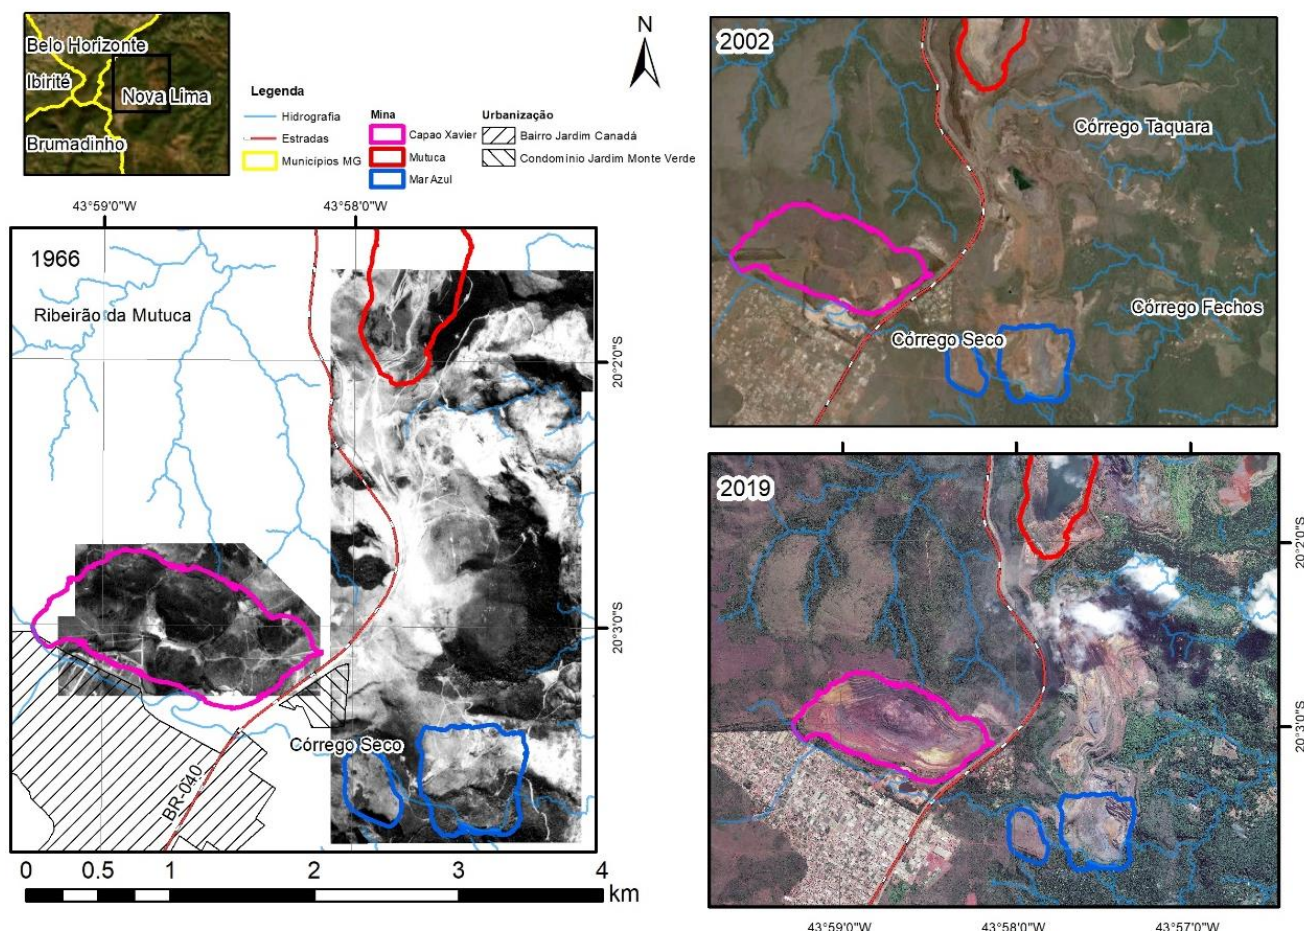 Belo Horizonte
Ibirité
Nova Lima
Brumadinho
Legenda
Hidrografia
Estradas
Municípios MG
Mina
Capao Xavier
Mutuca
Mar Azul
Urbanização
Bairro Jardim Canadá
Condomínio Jardim Monte Verde
N
43°59'0"W
43°58'0"W
1966
Ribeirão da Mutuca
Córrego Seco
BR-040
20°2'0"S
20°3'0"S
0 0.5 1 2 3 4
km
2002
Córrego Taquara
Córrego Fechos
Córrego Seco
2019
20°2'0"S
20°3'0"S
43°59'0"W
43°58'0"W
43°57'0"W